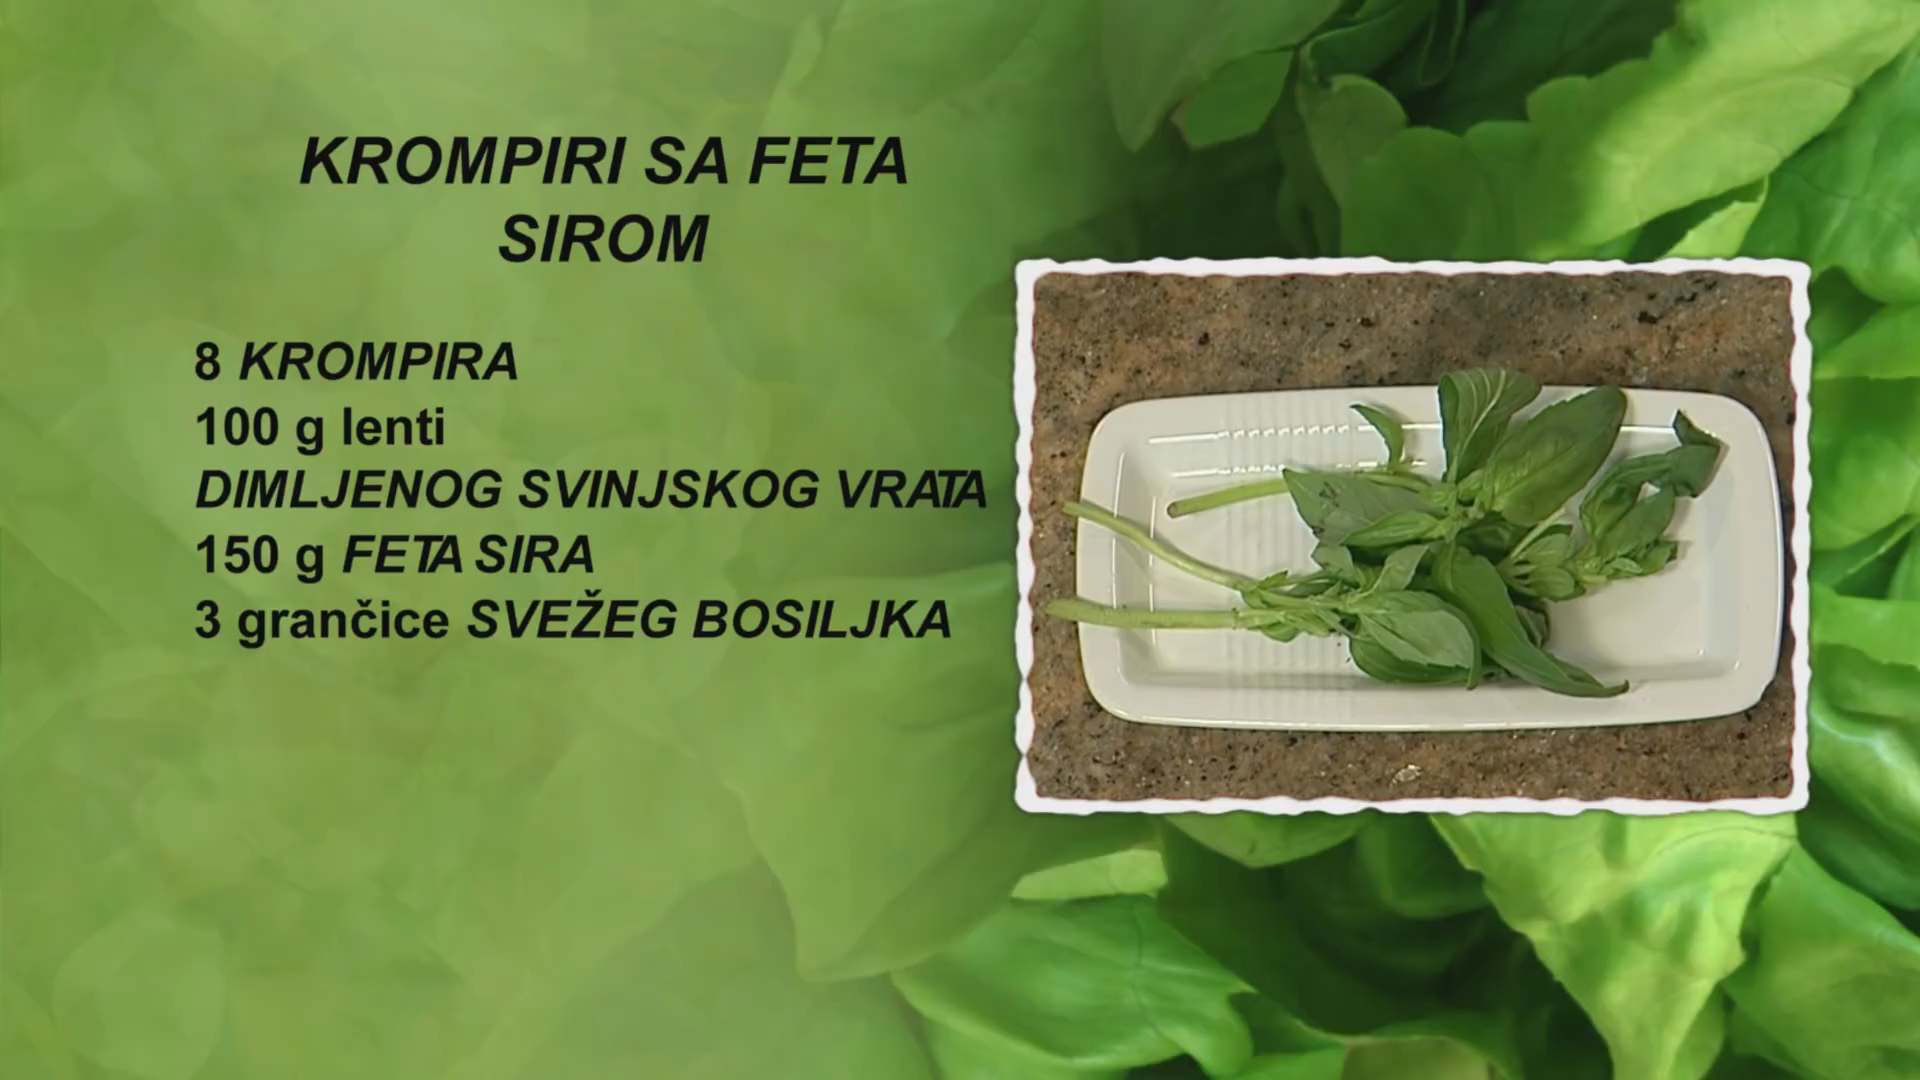 KROMPIRI SA FETA
SIROM
8 KROMPIRA
100 g lenti
DIMLJENOG SVINJSKOG VRATA
150 g FETA SIRA
3 grančice SVEŽEG BOSILJKA